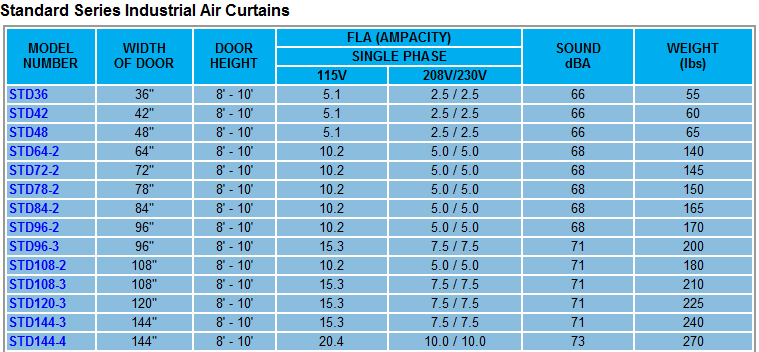 Standard Series Industrial Air Curtains
MODEL NUMBER WIDTH OF DOOR DOOR HEIGHT FLA (AMPACITY) SOUND dBA WEIGHT (lbs)
SINGLE PHASE
115V 208V/230V
STD36 36" 8' - 10' 5.1 2.5 / 2.5 66 55
STD42 42" 8' - 10' 5.1 2.5 / 2.5 66 60
STD48 48" 8' - 10' 5.1 2.5 / 2.5 66 65
STD64-2 64" 8' - 10' 10.2 5.0 / 5.0 68 140
STD72-2 72" 8' - 10' 10.2 5.0 / 5.0 68 145
STD78-2 78" 8' - 10' 10.2 5.0 / 5.0 68 150
STD84-2 84" 8' - 10' 10.2 5.0 / 5.0 68 165
STD96-2 96" 8' - 10' 10.2 5.0 / 5.0 68 170
STD96-3 96" 8' - 10' 15.3 7.5 / 7.5 71 200
STD108-2 108" 8' - 10' 10.2 5.0 / 5.0 71 180
STD108-3 108" 8' - 10' 15.3 7.5 / 7.5 71 210
STD120-3 120" 8' - 10' 15.3 7.5 / 7.5 71 225
STD144-3 144" 8' - 10' 15.3 7.5 / 7.5 71 240
STD144-4 144" 8' - 10' 20.4 10.0 / 10.0 73 270